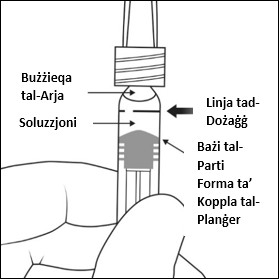 Bużżieqa
tal-Arja
Soluzzjoni
Linja tad-
Dożaġġ
Bażi tal-
Parti
Forma ta’
Koppla tal-
Planġer